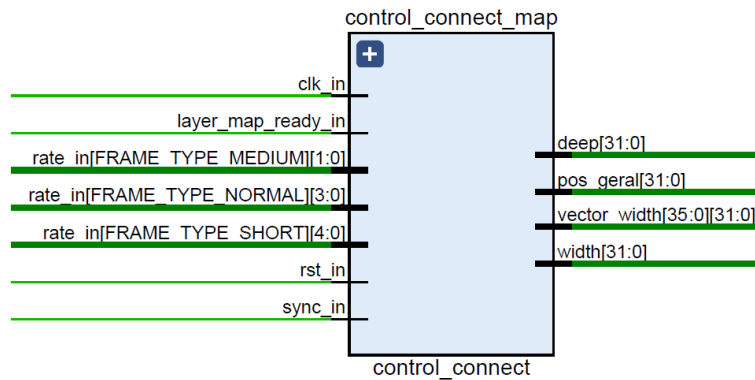 control_connect_map
clk_in
layer_map_ready_in
rate_in[FRAME_TYPE_MEDIUM][1:0]
rate_in[FRAME_TYPE_NORMAL][3:0]
rate_in[FRAME_TYPE_SHORT][4:0]
rst_in
sync_in
deep[31:0]
pos_geral[31:0]
vector_width[35:0][31:0]
width[31:0]
control_connect